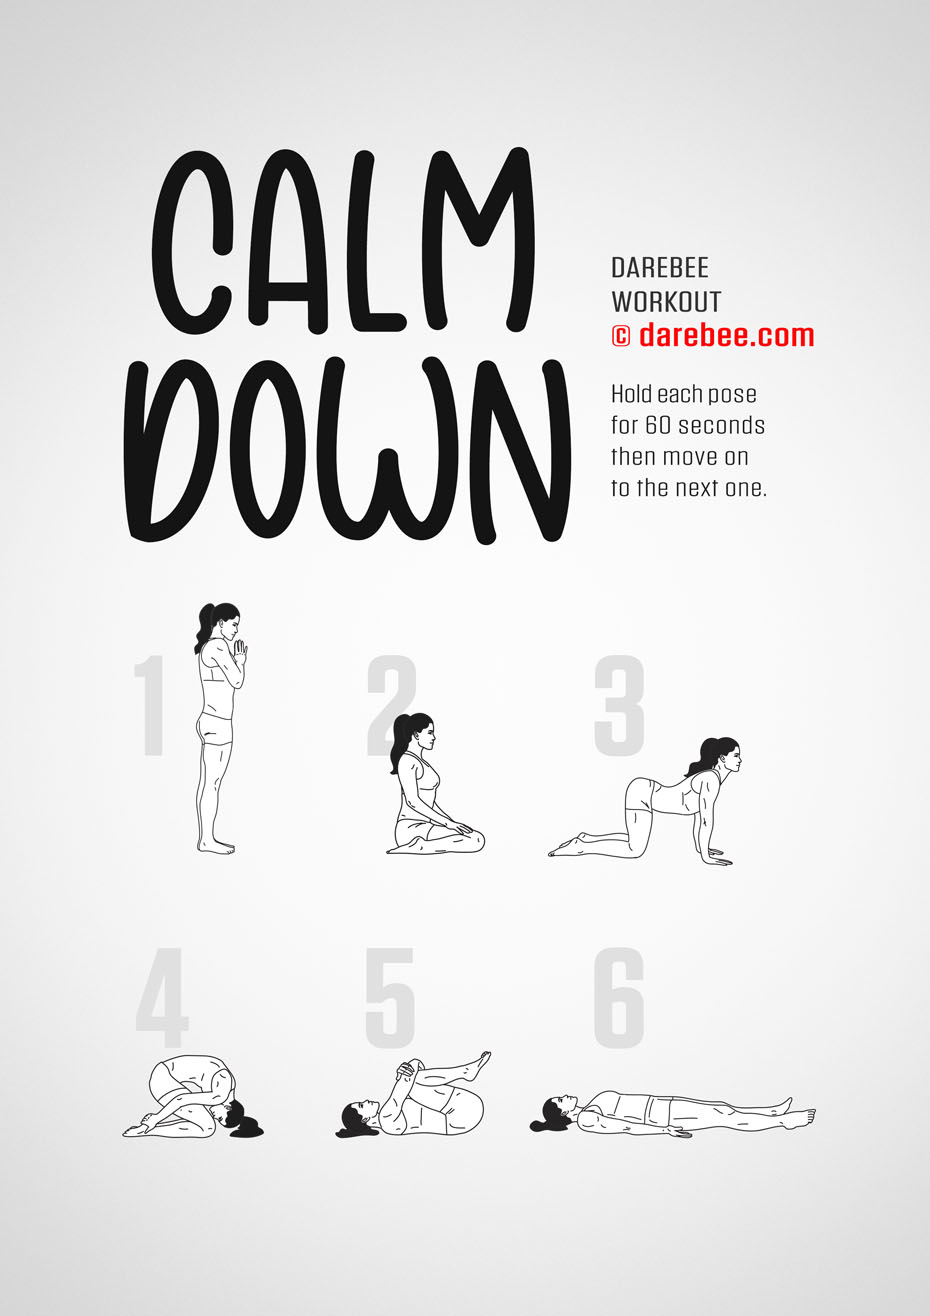 CALM
DOWN
DAREBEE
WORKOUT
© darebee.com
Hold each pose
for 60 seconds
then move on
to the next one.
1
2
3
4
5
6